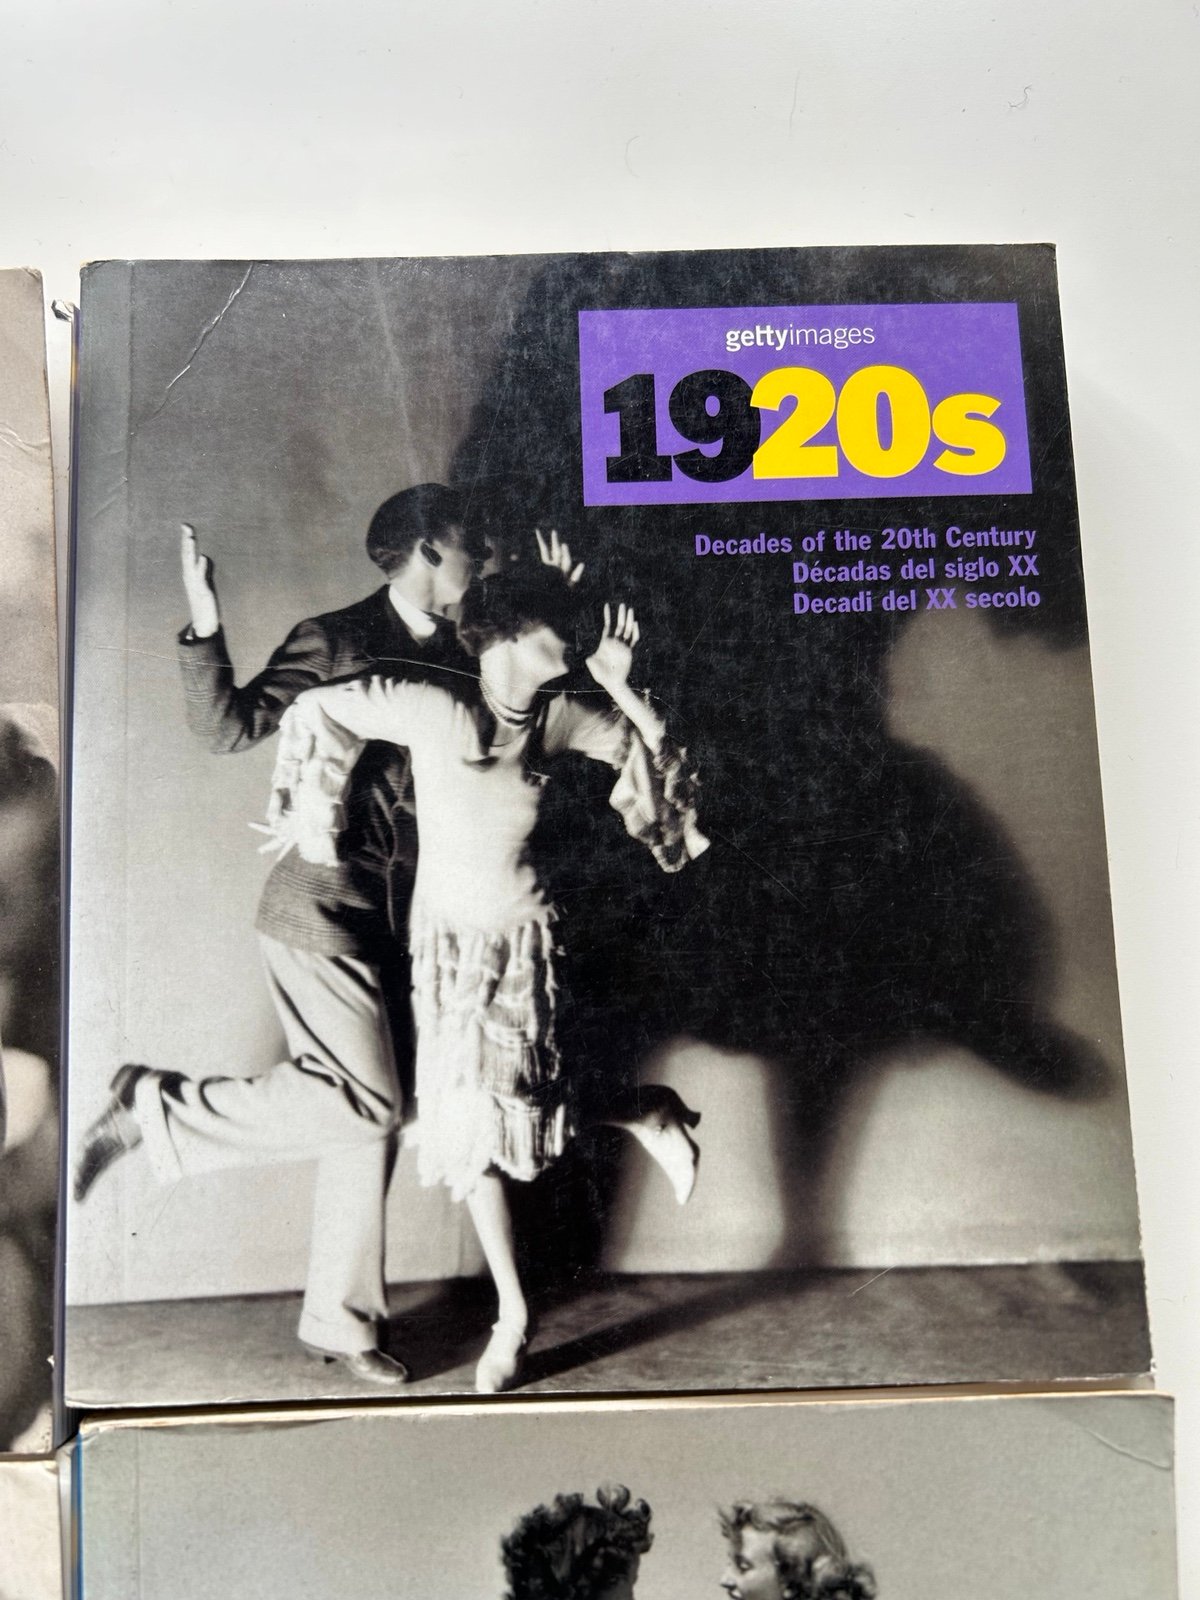 gettyimages
1920s
Decades of the 20th Century
Décadas del siglo XX
Decadi del XX secolo